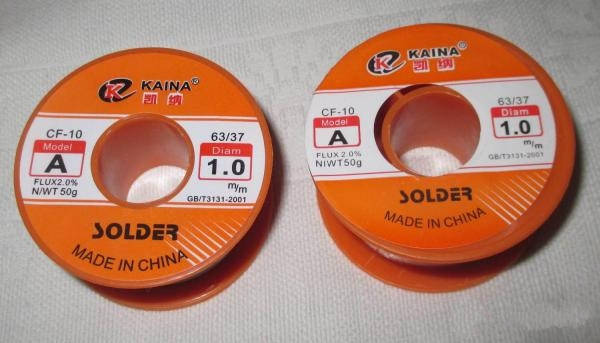 KAINA®
凯纳
CF-10
Model
A
FLUX2.0%
N/WT50g
63/37
Diam
1.0
m/m
GB/T3131-2001
SOLDER
MADE IN CHINA
KAINA®
凯纳
CF-10
Model
A
FLUX 2.0%
N/WT 50g
63/37
Diam
1.0
m/m
GB/T3131-2001
SOLDER
MADE IN CHINA